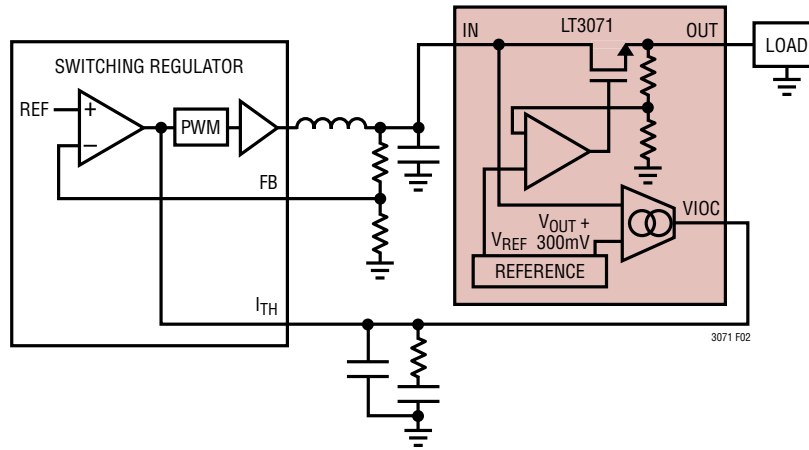 IN
LT3071
OUT
LOAD
SWITCHING REGULATOR
REF
+
PWM
−
FB
VIOC
VOUT +
300mV
VREF
REFERENCE
ITH
3071 F02